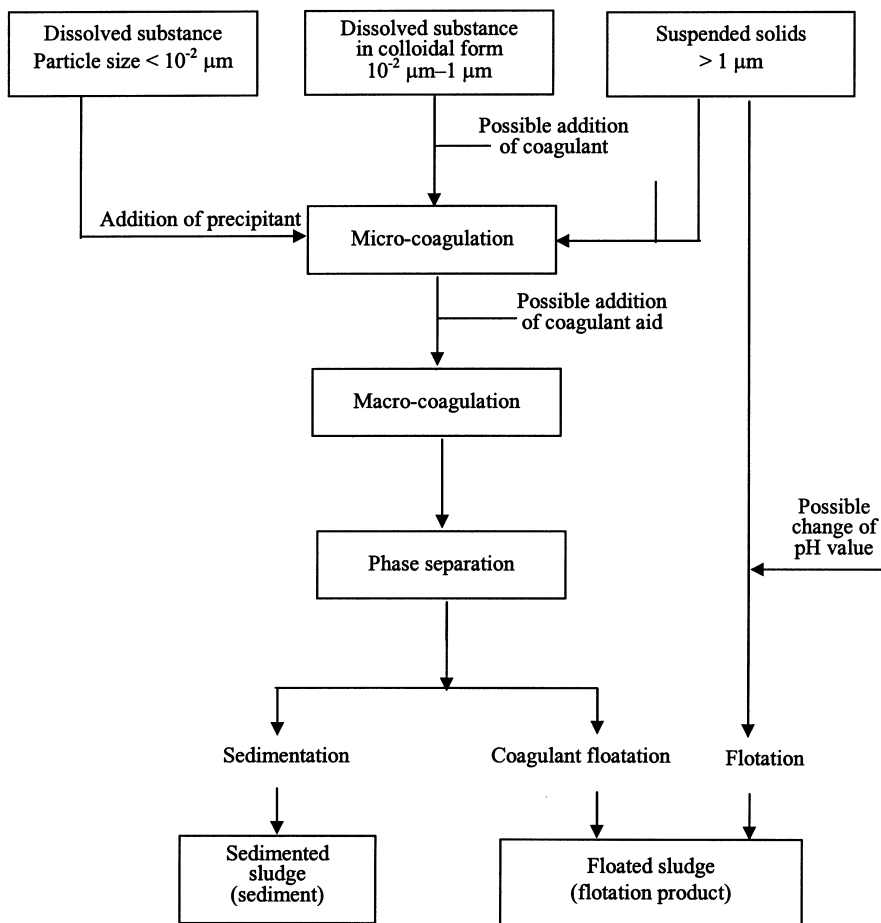 Dissolved substance
Particle size < 10⁻² μm
Dissolved substance
in colloidal form
10⁻² μm–1 μm
Suspended solids
> 1 μm
Possible addition
of coagulant
Addition of precipitant
Micro-coagulation
Possible addition
of coagulant aid
Macro-coagulation
Possible
change of
pH value
Phase separation
Sedimentation
Coagulant floatation
Flotation
Sedimented
sludge
(sediment)
Floated sludge
(flotation product)